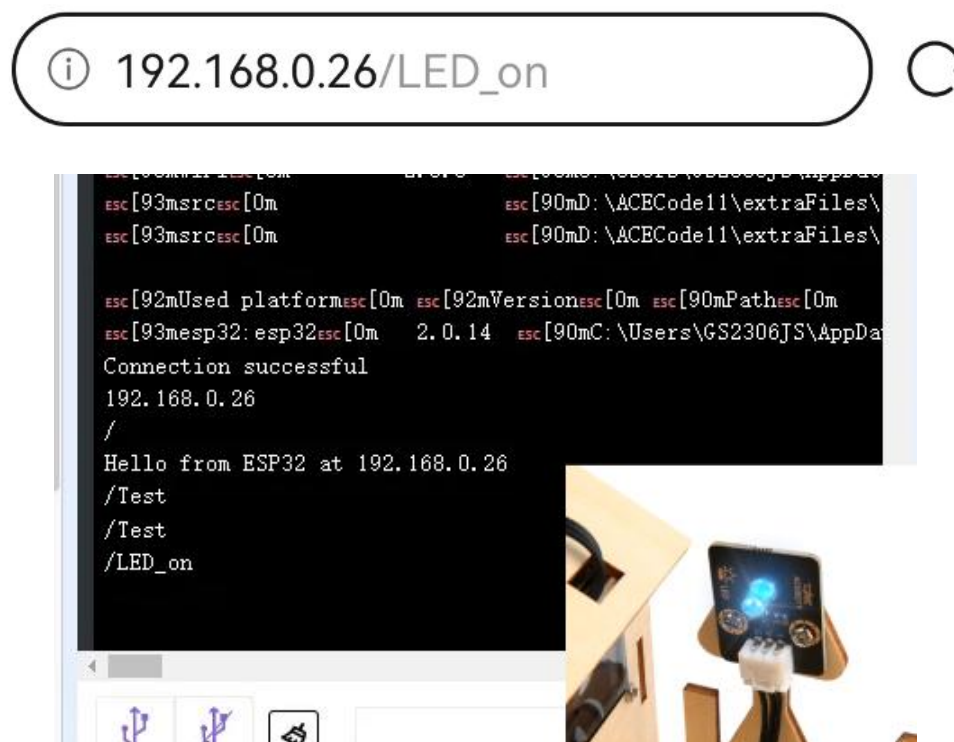 192.168.0.26/LED_on
ESC[93msrcESC[0m ESC[90mD:\ACECode11\extraFiles\
ESC[93msrcESC[0m ESC[90mD:\ACECode11\extraFiles\
ESC[92mUsed platformESC[0m ESC[92mVersionESC[0m ESC[90mPathESC[0m
ESC[93mesp32:esp32ESC[0m 2.0.14 ESC[90mC:\Users\GS2306JS\AppDa
Connection successful
192.168.0.26
/
Hello from ESP32 at 192.168.0.26
/Test
/Test
/LED_on